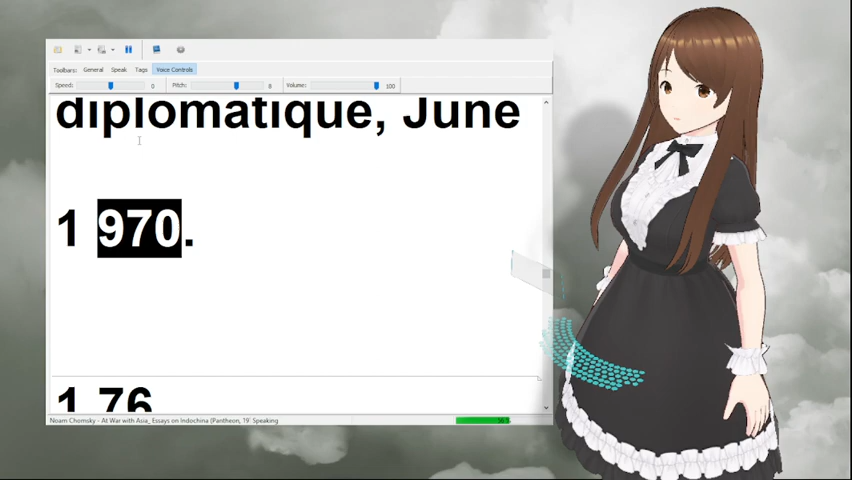 Toolbars: General Speak Tags Voice Controls
Speed: 0 Pitch: 8 Volume: 100
diplomatique, June
1 970.
1 76
Noam Chomsky - At War with Asia_ Essays on Indochina (Pantheon, 19 Speaking